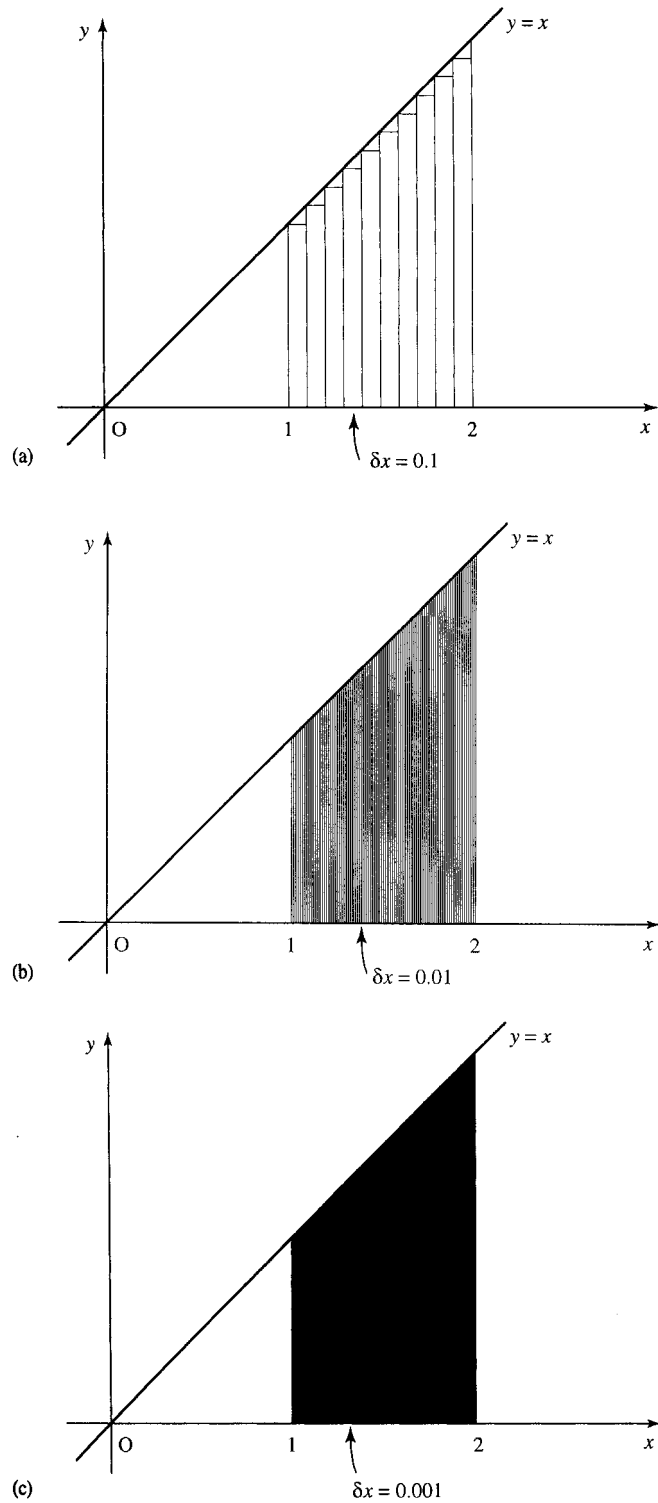 y
y = x
O
1
2
x
(a)
δx = 0.1
y
y = x
O
1
2
x
(b)
δx = 0.01
y
y = x
O
1
2
x
(c)
δx = 0.001